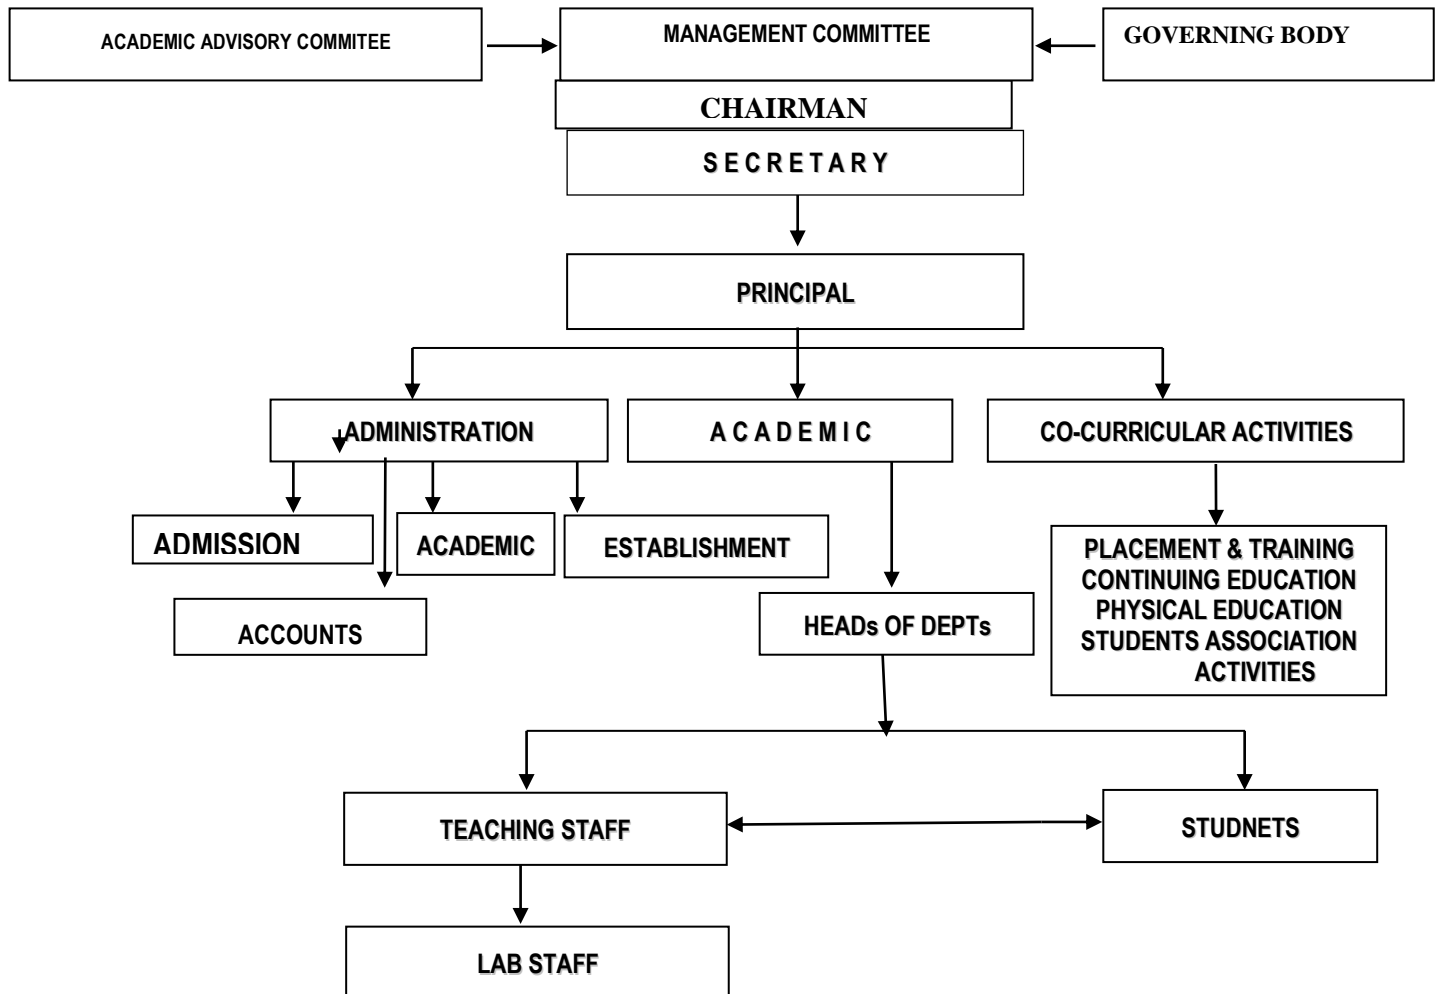 ACADEMIC ADVISORY COMMITEE
MANAGEMENT COMMITTEE
GOVERNING BODY
CHAIRMAN
S E C R E T A R Y
PRINCIPAL
ADMINISTRATION
A C A D E M I C
CO-CURRICULAR ACTIVITIES
ADMISSION
ACADEMIC
ESTABLISHMENT
ACCOUNTS
PLACEMENT & TRAINING
CONTINUING EDUCATION
PHYSICAL EDUCATION
STUDENTS ASSOCIATION
ACTIVITIES
HEADs OF DEPTs
TEACHING STAFF
STUDNETS
LAB STAFF